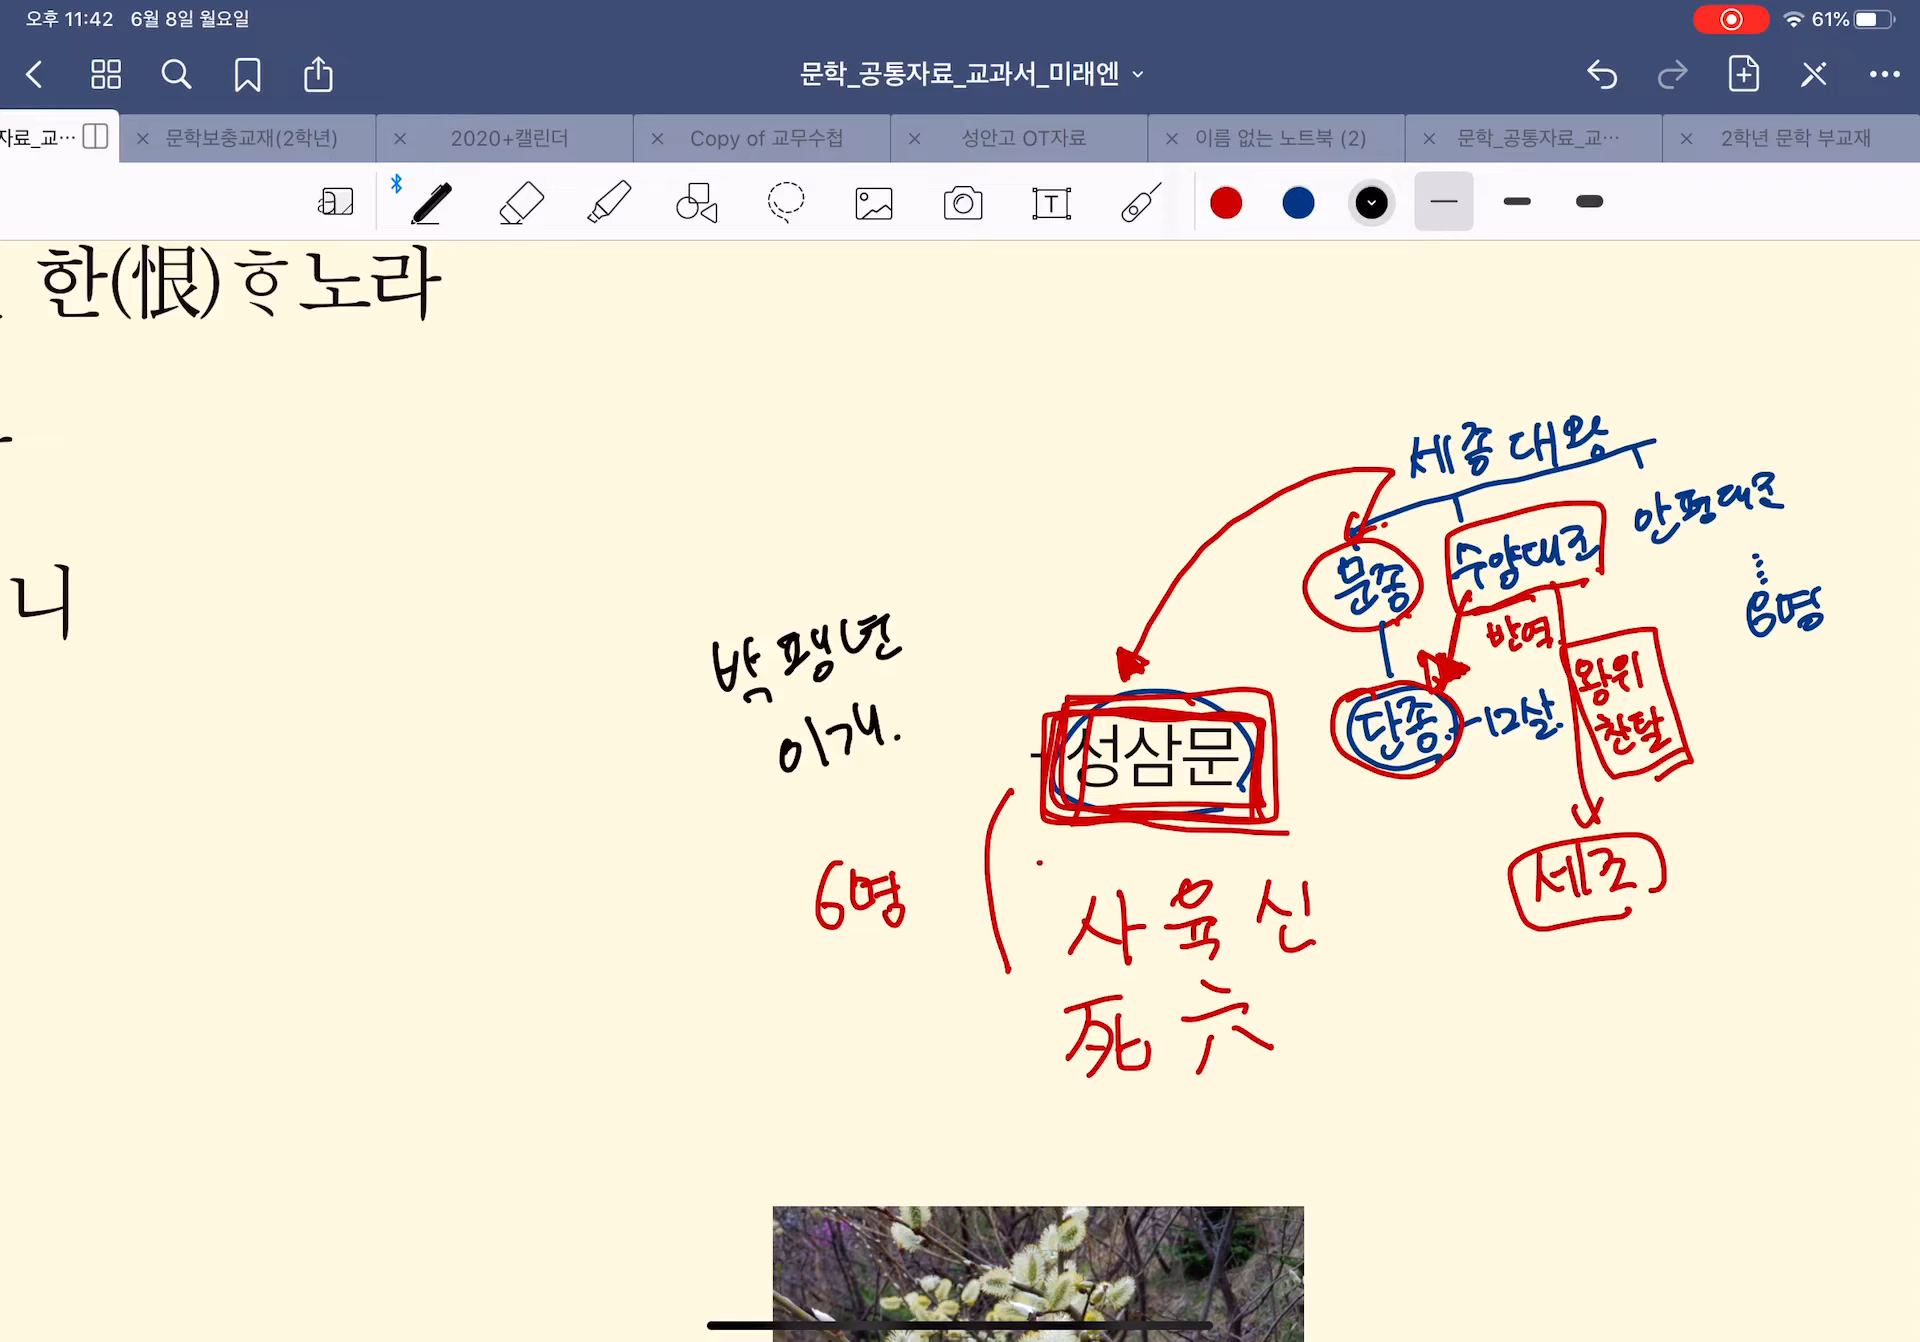 오후 11:42 6월 8일 월요일 61%
문학_공통자료_교과서_미래엔
자료_교… 문학보충교재(2학년) 2020+캘린더 Copy of 교무수첩 성안고 OT자료 이름 없는 노트북 (2) 문학_공통자료_교… 2학년 문학 부교재
한(恨)ᄒᆞ노라
니
세종대왕
문종 수양대군 안평대군
6명
반역
왕위
찬탈
단종 -12살.
세조
박팽년
이개.
-성삼문
6명
사육신
死六